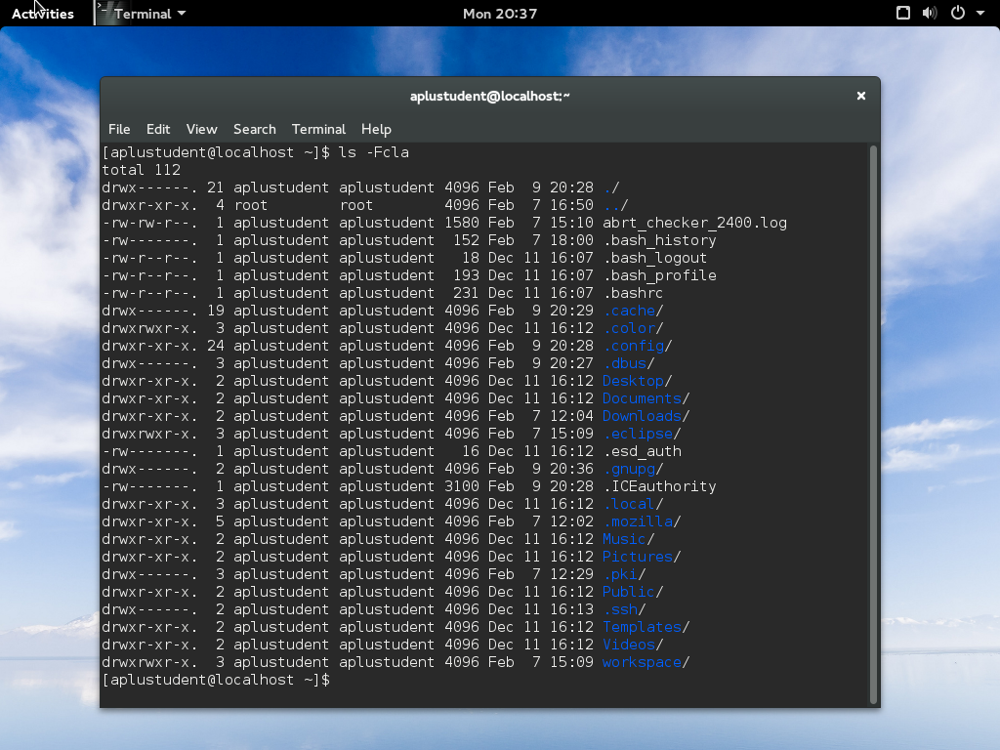 Activities Terminal Mon 20:37
aplustudent@localhost:~
File Edit View Search Terminal Help
[aplustudent@localhost ~]$ ls -Fcla
total 112
drwx------. 21 aplustudent aplustudent 4096 Feb  9 20:28 ./
drwxr-xr-x.  4 root        root        4096 Feb  7 16:50 ../
-rw-rw-r--.  1 aplustudent aplustudent 1580 Feb  7 15:10 abrt_checker_2400.log
-rw-------.  1 aplustudent aplustudent  152 Feb  7 18:00 .bash_history
-rw-r--r--.  1 aplustudent aplustudent   18 Dec 11 16:07 .bash_logout
-rw-r--r--.  1 aplustudent aplustudent  193 Dec 11 16:07 .bash_profile
-rw-r--r--.  1 aplustudent aplustudent  231 Dec 11 16:07 .bashrc
drwx------. 19 aplustudent aplustudent 4096 Feb  9 20:29 .cache/
drwxrwxr-x.  3 aplustudent aplustudent 4096 Dec 11 16:12 .color/
drwxr-xr-x. 24 aplustudent aplustudent 4096 Feb  9 20:28 .config/
drwx------.  3 aplustudent aplustudent 4096 Feb  9 20:27 .dbus/
drwxr-xr-x.  2 aplustudent aplustudent 4096 Dec 11 16:12 Desktop/
drwxr-xr-x.  2 aplustudent aplustudent 4096 Dec 11 16:12 Documents/
drwxr-xr-x.  2 aplustudent aplustudent 4096 Feb  7 12:04 Downloads/
drwxrwxr-x.  3 aplustudent aplustudent 4096 Feb  7 15:09 .eclipse/
-rw-------.  1 aplustudent aplustudent   16 Dec 11 16:12 .esd_auth
drwx------.  2 aplustudent aplustudent 4096 Feb  9 20:36 .gnupg/
-rw-------.  1 aplustudent aplustudent 3100 Feb  9 20:28 .ICEauthority
drwxr-xr-x.  3 aplustudent aplustudent 4096 Dec 11 16:12 .local/
drwxr-xr-x.  5 aplustudent aplustudent 4096 Feb  7 12:02 .mozilla/
drwxr-xr-x.  2 aplustudent aplustudent 4096 Dec 11 16:12 Music/
drwxr-xr-x.  2 aplustudent aplustudent 4096 Dec 11 16:12 Pictures/
drwx------.  3 aplustudent aplustudent 4096 Feb  7 12:29 .pki/
drwxr-xr-x.  2 aplustudent aplustudent 4096 Dec 11 16:12 Public/
drwx------.  2 aplustudent aplustudent 4096 Dec 11 16:13 .ssh/
drwxr-xr-x.  2 aplustudent aplustudent 4096 Dec 11 16:12 Templates/
drwxr-xr-x.  2 aplustudent aplustudent 4096 Dec 11 16:12 Videos/
drwxrwxr-x.  3 aplustudent aplustudent 4096 Feb  7 15:09 workspace/
[aplustudent@localhost ~]$